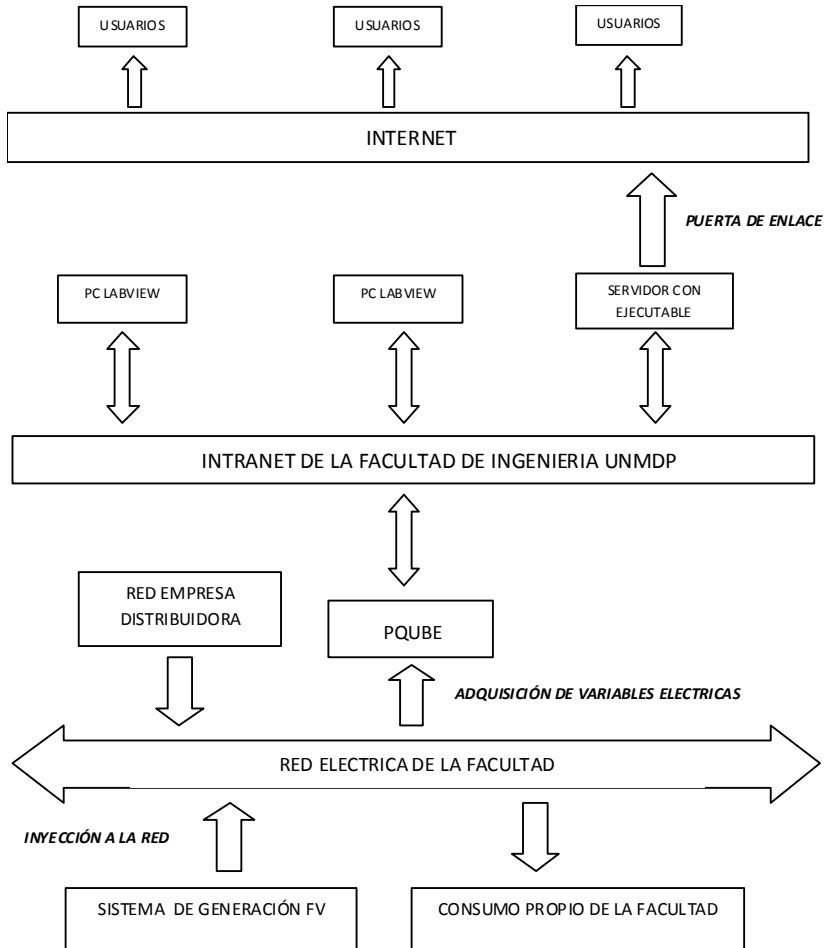 USUARIOS
USUARIOS
USUARIOS
INTERNET
PUERTA DE ENLACE
PC LABVIEW
PC LABVIEW
SERVIDOR CON
EJECUTABLE
INTRANET DE LA FACULTAD DE INGENIERIA UNMDP
RED EMPRESA
DISTRIBUIDORA
PQUBE
ADQUISICIÓN DE VARIABLES ELECTRICAS
RED ELECTRICA DE LA FACULTAD
INYECCIÓN A LA RED
SISTEMA DE GENERACIÓN FV
CONSUMO PROPIO DE LA FACULTAD